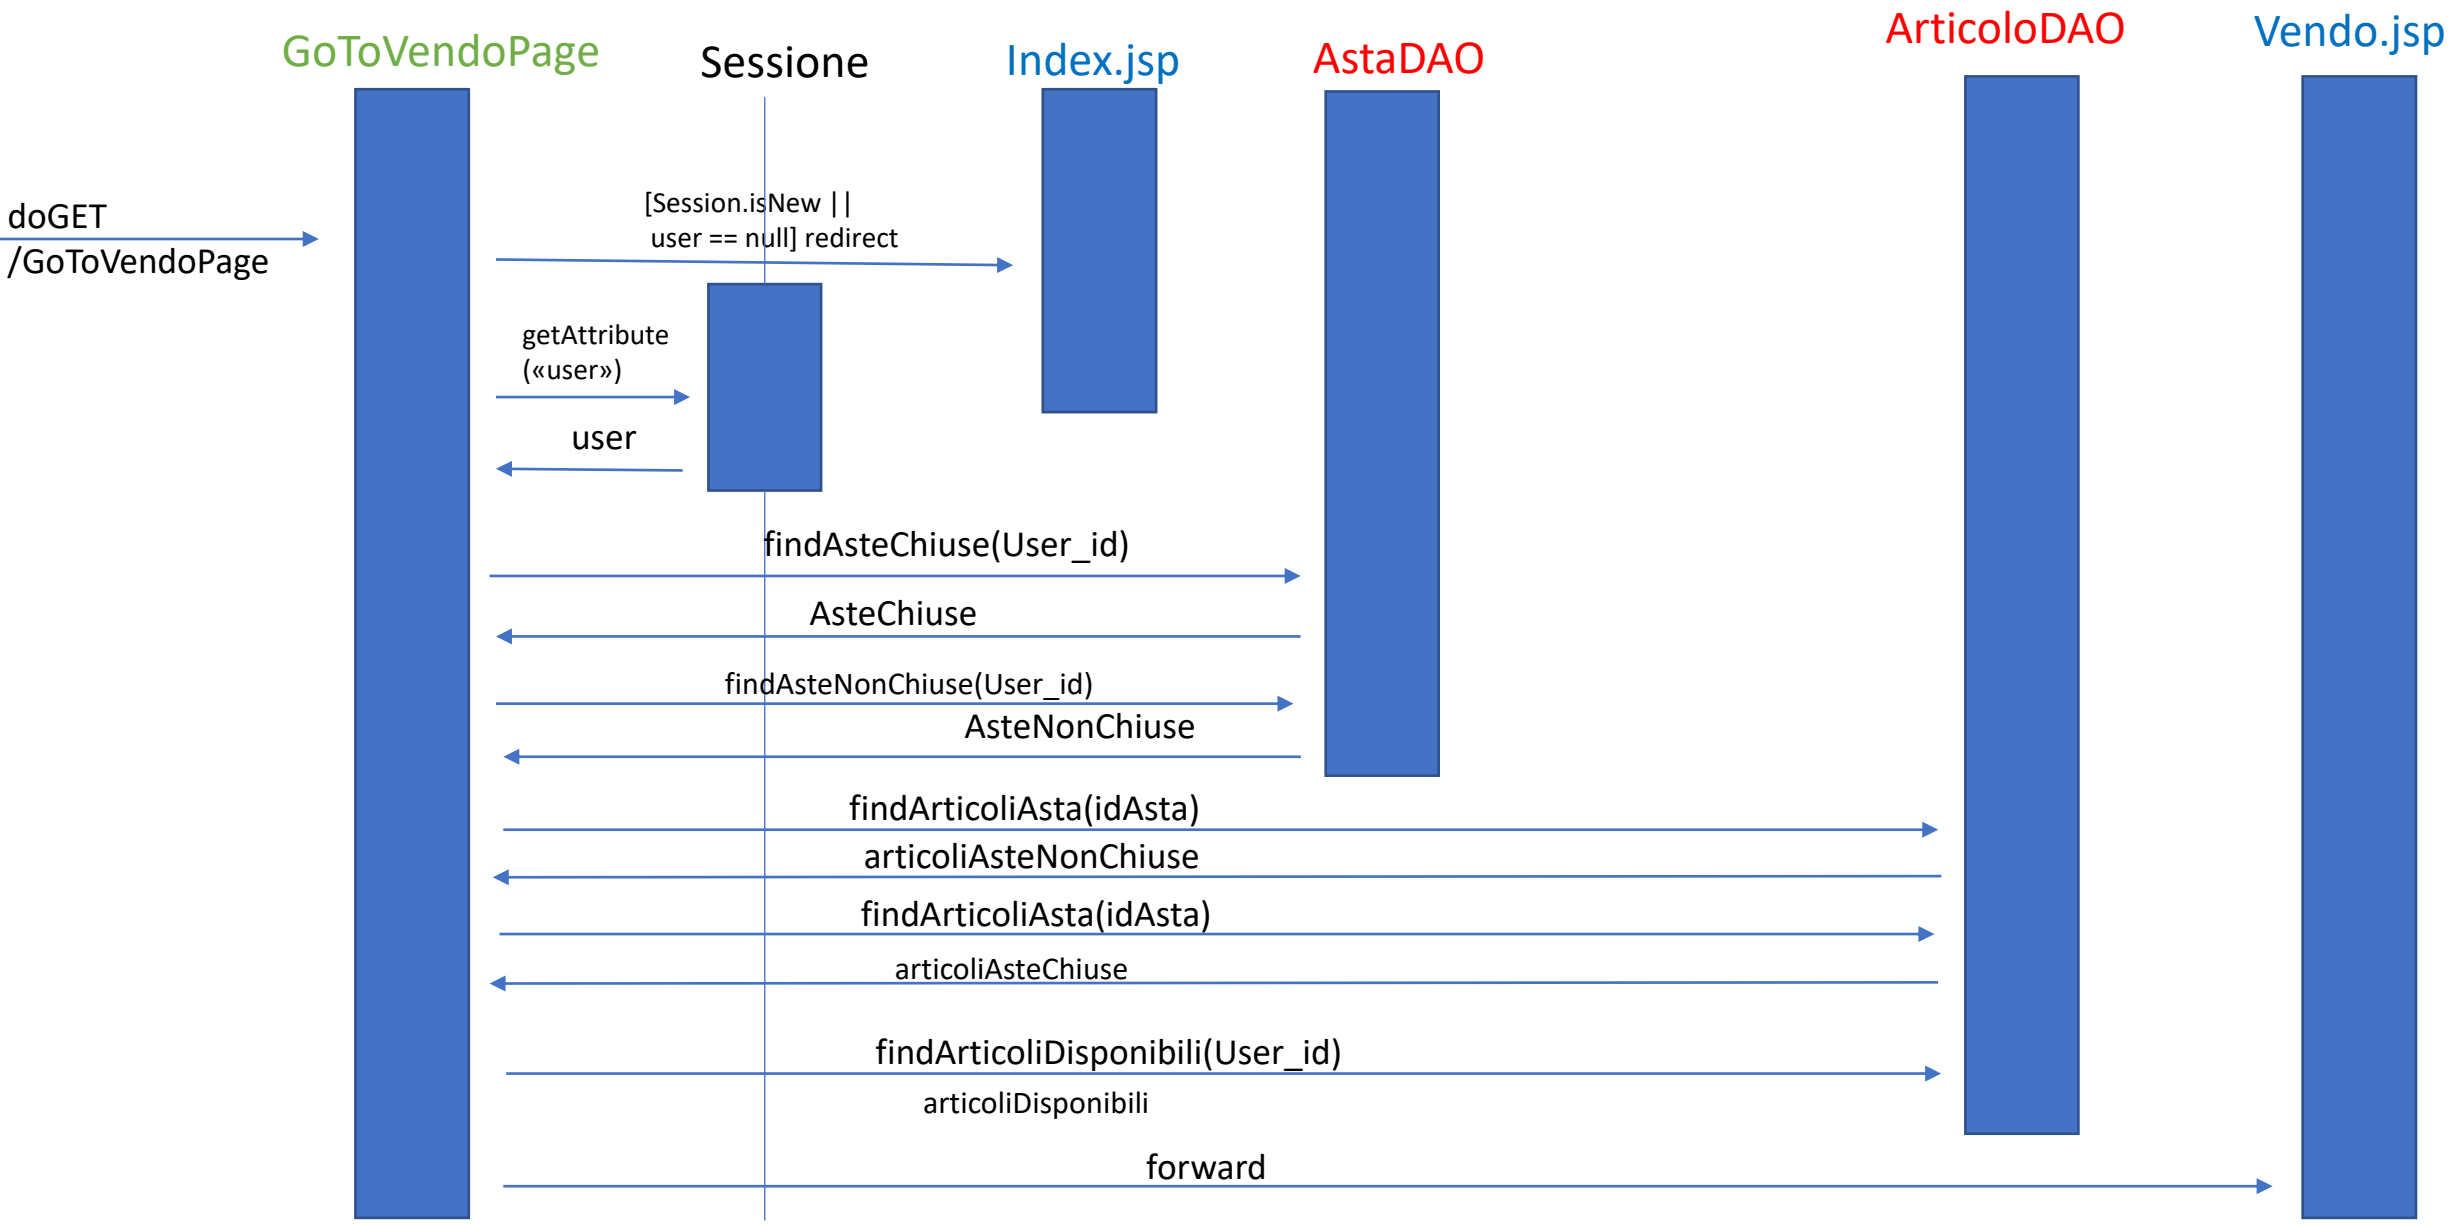 GoToVendoPage
Sessione
Index.jsp
AstaDAO
ArticoloDAO
Vendo.jsp
doGET
/GoToVendoPage
[Session.isNew ||
user == null] redirect
getAttribute
(«user»)
user
findAsteChiuse(User_id)
AsteChiuse
findAsteNonChiuse(User_id)
AsteNonChiuse
findArticoliAsta(idAsta)
articoliAsteNonChiuse
findArticoliAsta(idAsta)
articoliAsteChiuse
findArticoliDisponibili(User_id)
articoliDisponibili
forward